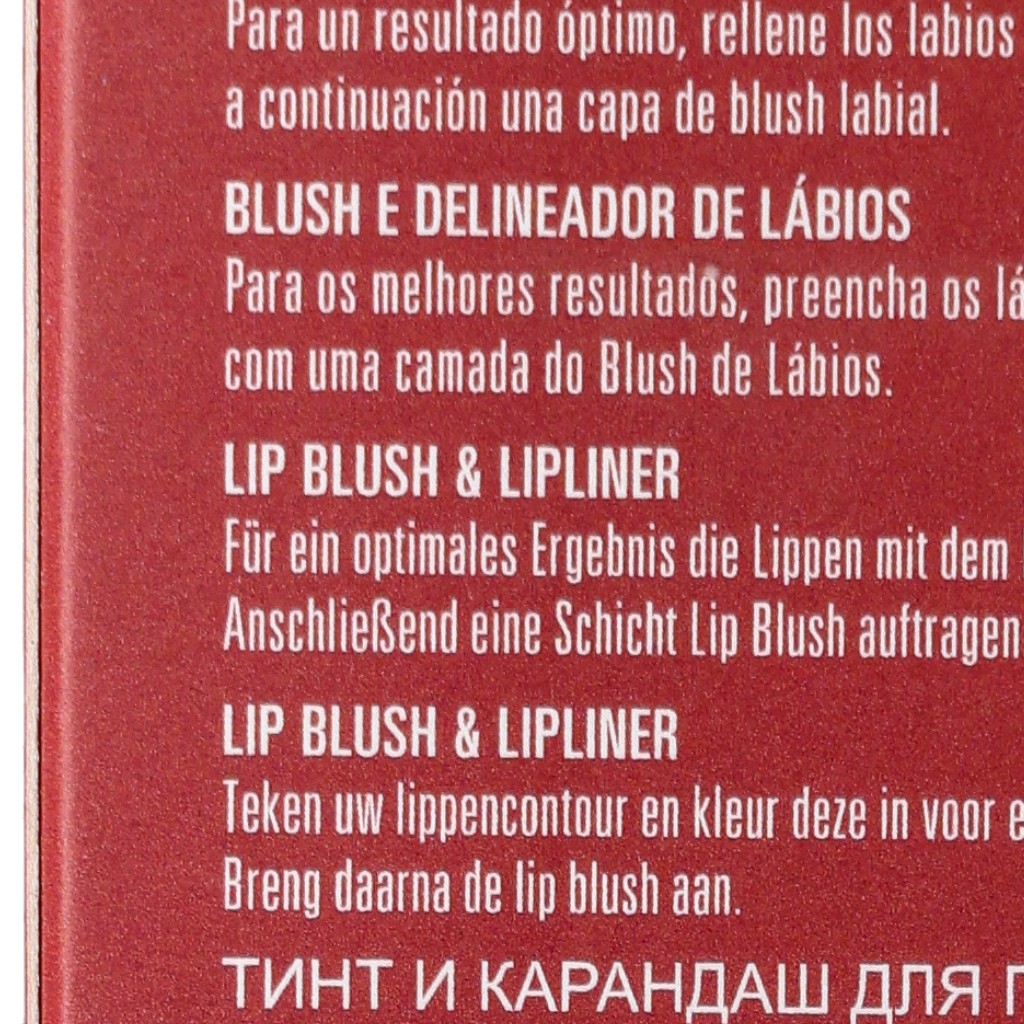 Para un resultado óptimo, rellene los labios
a continuación una capa de blush labial.
BLUSH E DELINEADOR DE LÁBIOS
Para os melhores resultados, preencha os
com uma camada do Blush de Lábios.
LIP BLUSH & LIPLINER
Für ein optimales Ergebnis die Lippen mit dem
Anschließend eine Schicht Lip Blush auftragen
LIP BLUSH & LIPLINER
Teken uw lippencontour en kleur deze in voor
Breng daarna de lip blush aan.
ТИНТ И КАРАНДАШ ДЛЯ